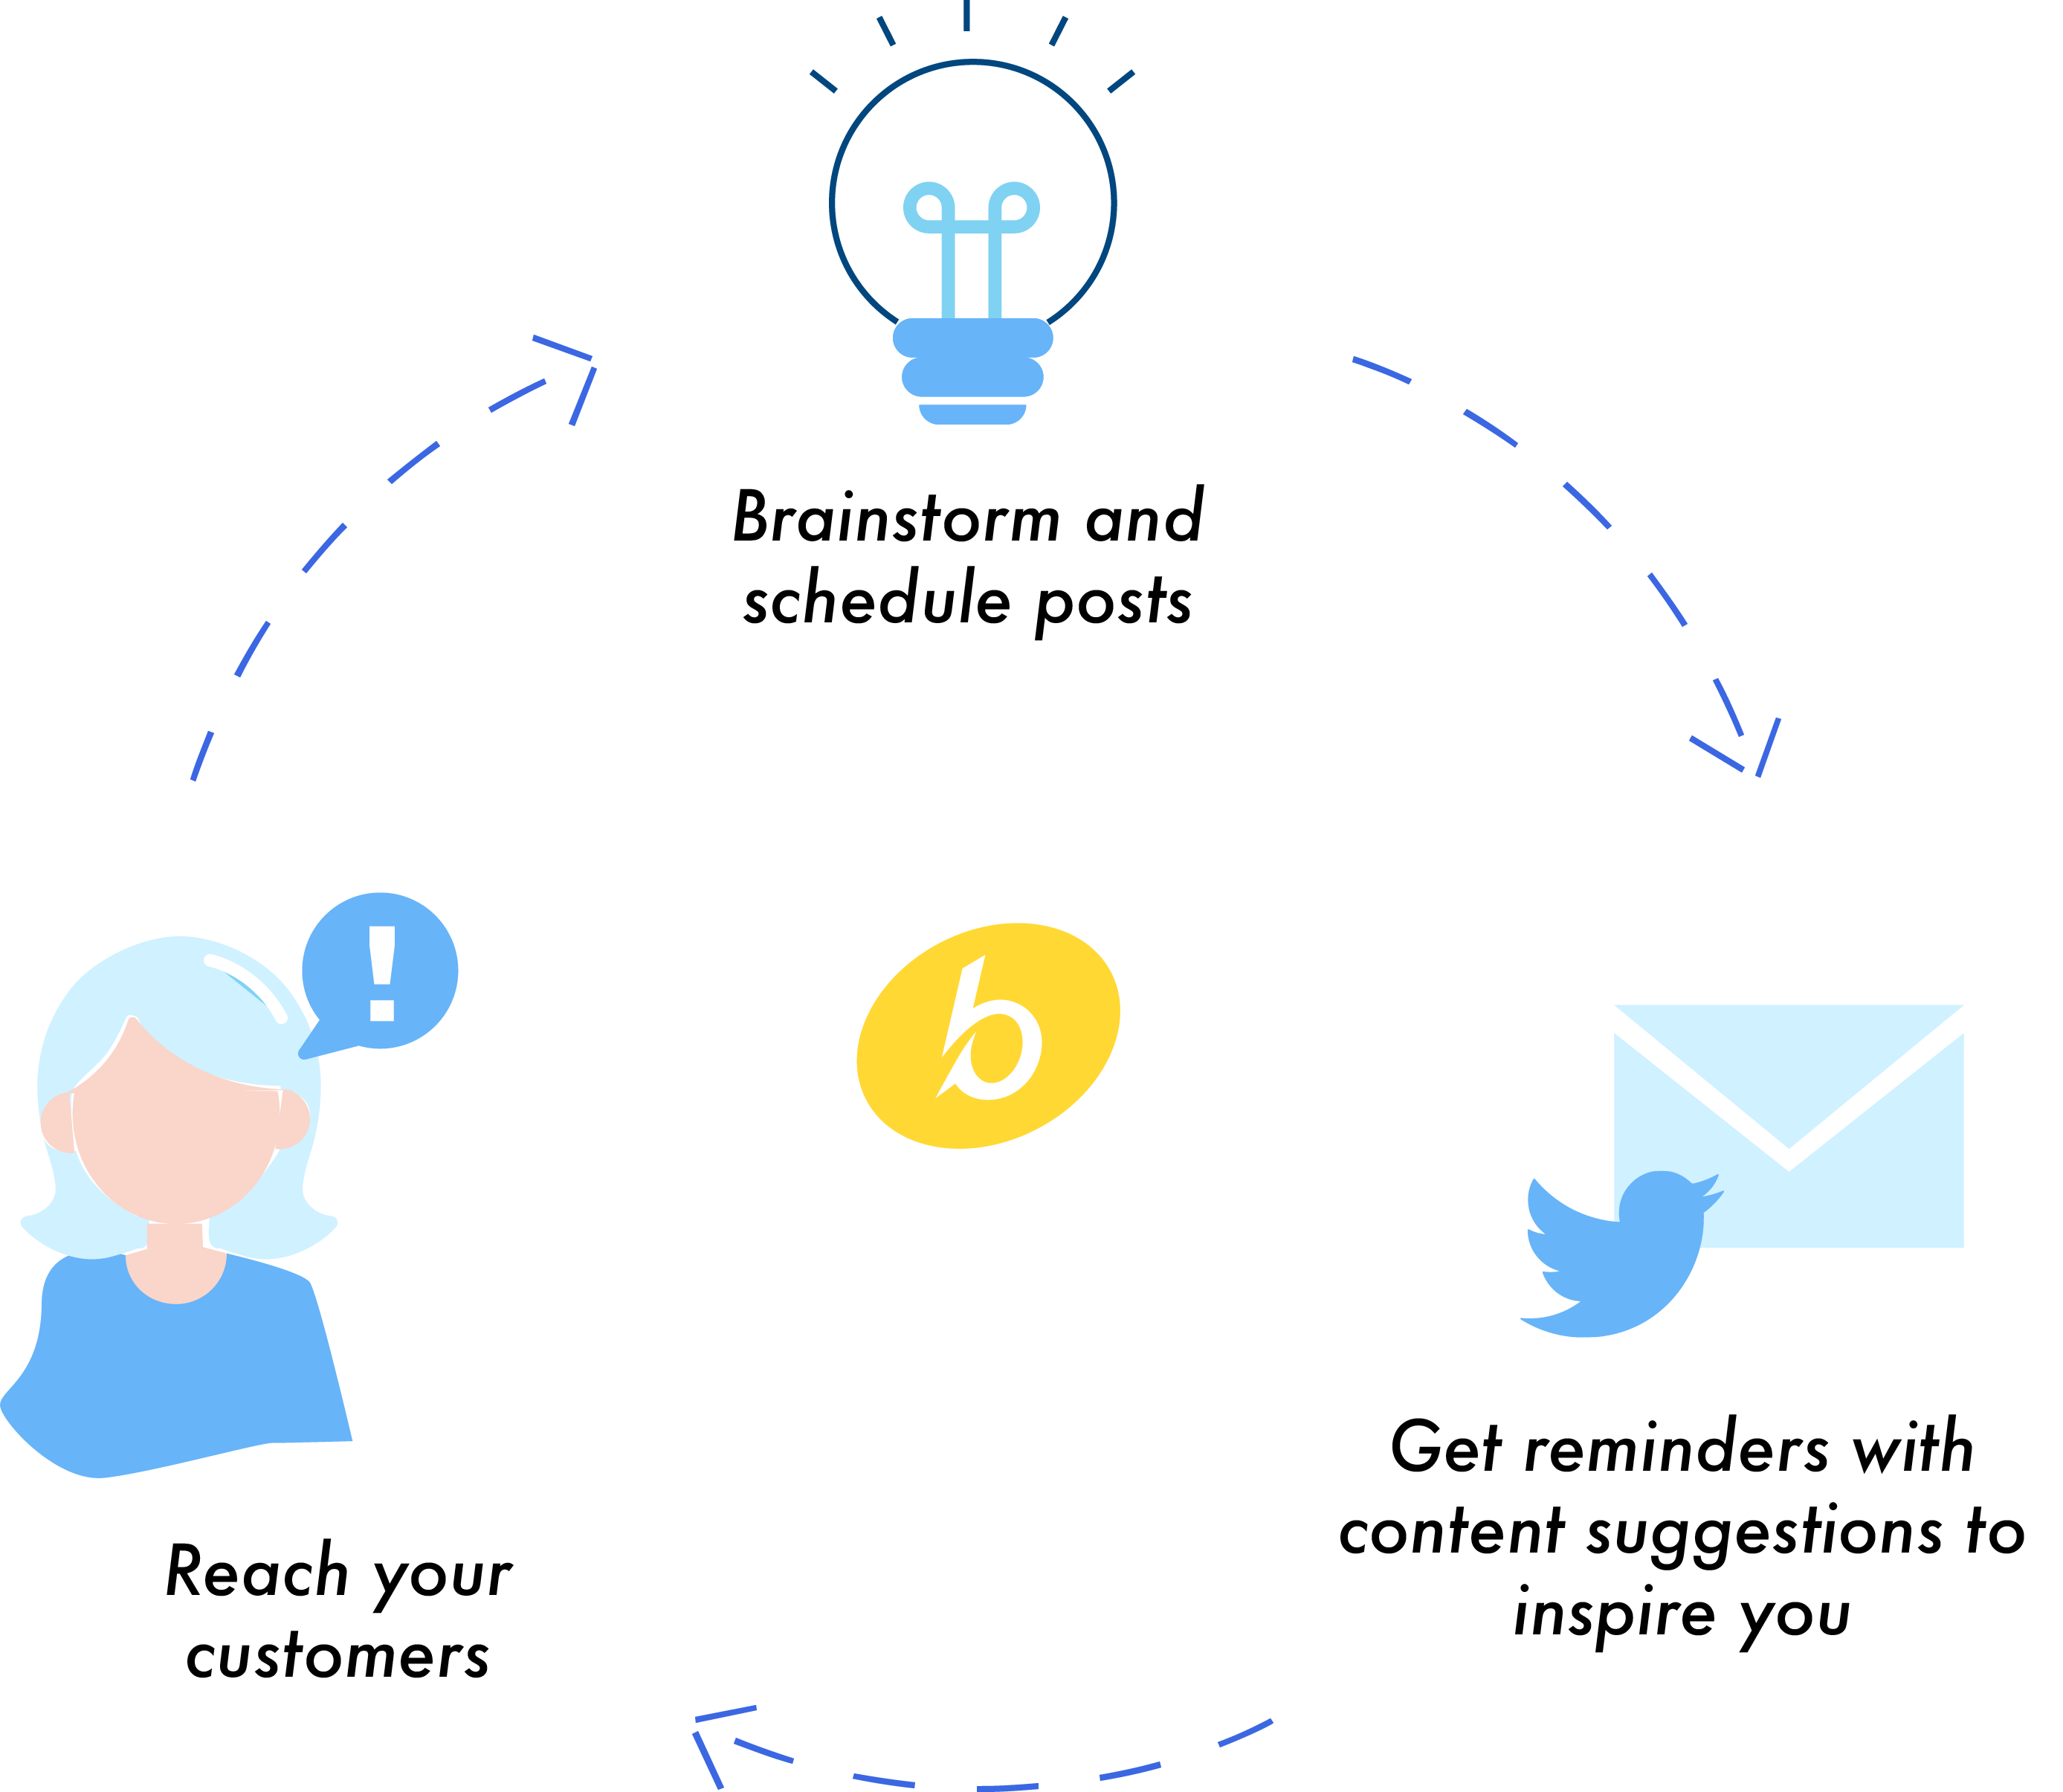 Brainstorm and
schedule posts
!
b
Get reminders with
content suggestions to
inspire you
Reach your
customers